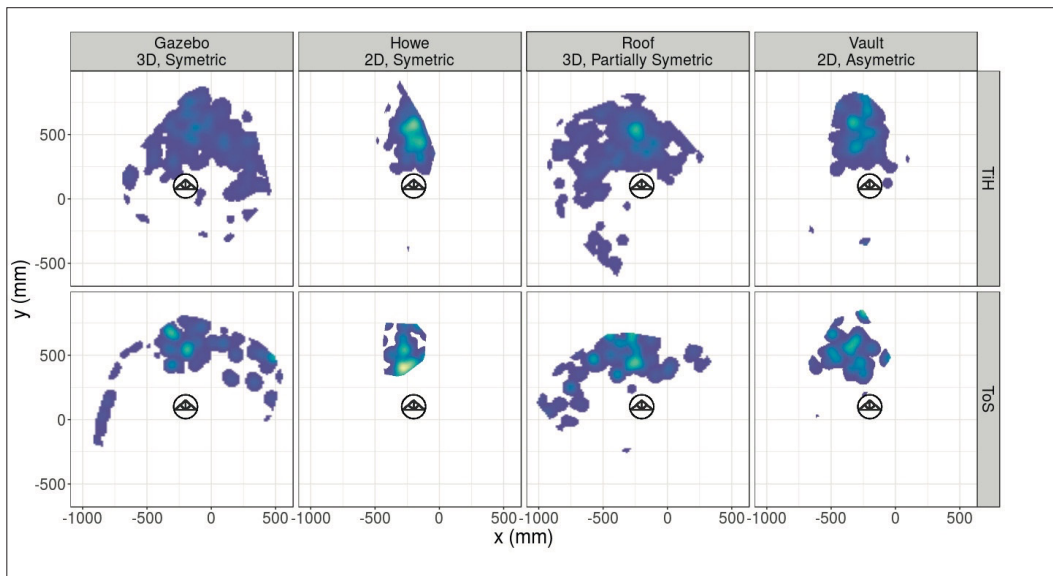 Gazebo
3D, Symetric
Howe
2D, Symetric
Roof
3D, Partially Symetric
Vault
2D, Asymetric
500
0
-500
TiH
y (mm)
500
0
-500
ToS
-1000 -500 0 500 -1000 -500 0 500 -1000 -500 0 500 -1000 -500 0 500
x (mm)